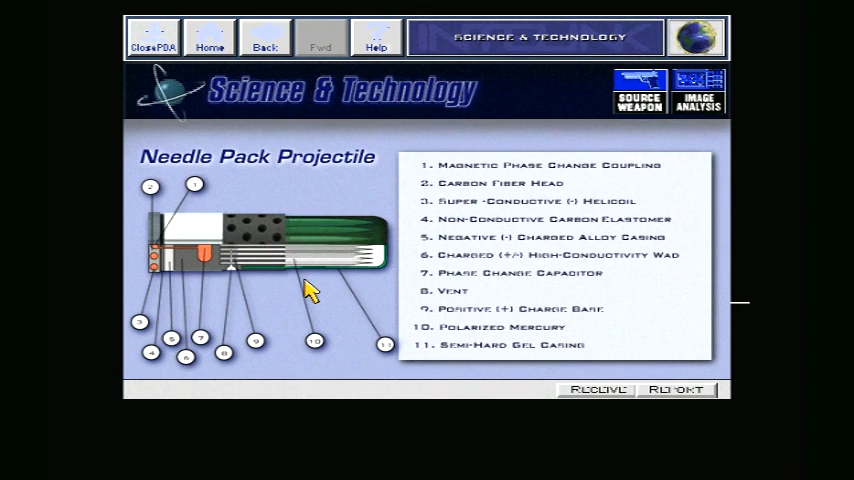 ClosePDA Home Back Fwd Help SCIENCE & TECHNOLOGY
Science & Technology
SOURCE WEAPON IMAGE ANALYSIS
Needle Pack Projectile
1. MAGNETIC PHASE CHANGE COUPLING
2. CARBON FIBER HEAD
3. SUPER-CONDUCTIVE (-) HELICOIL
4. NON-CONDUCTIVE CARBON ELASTOMER
5. NEGATIVE (-) CHARGED ALLOY CASING
6. CHARGED (+/-) HIGH-CONDUCTIVITY WAD
7. PHASE CHANGE CAPACITOR
8. VENT
9. POSITIVE (+) CHARGE BASE
10. POLARIZED MERCURY
11. SEMI-HARD GEL CASING
2 1
3 4 5 6 7 8 9 10 11
RECEIVE REPORT